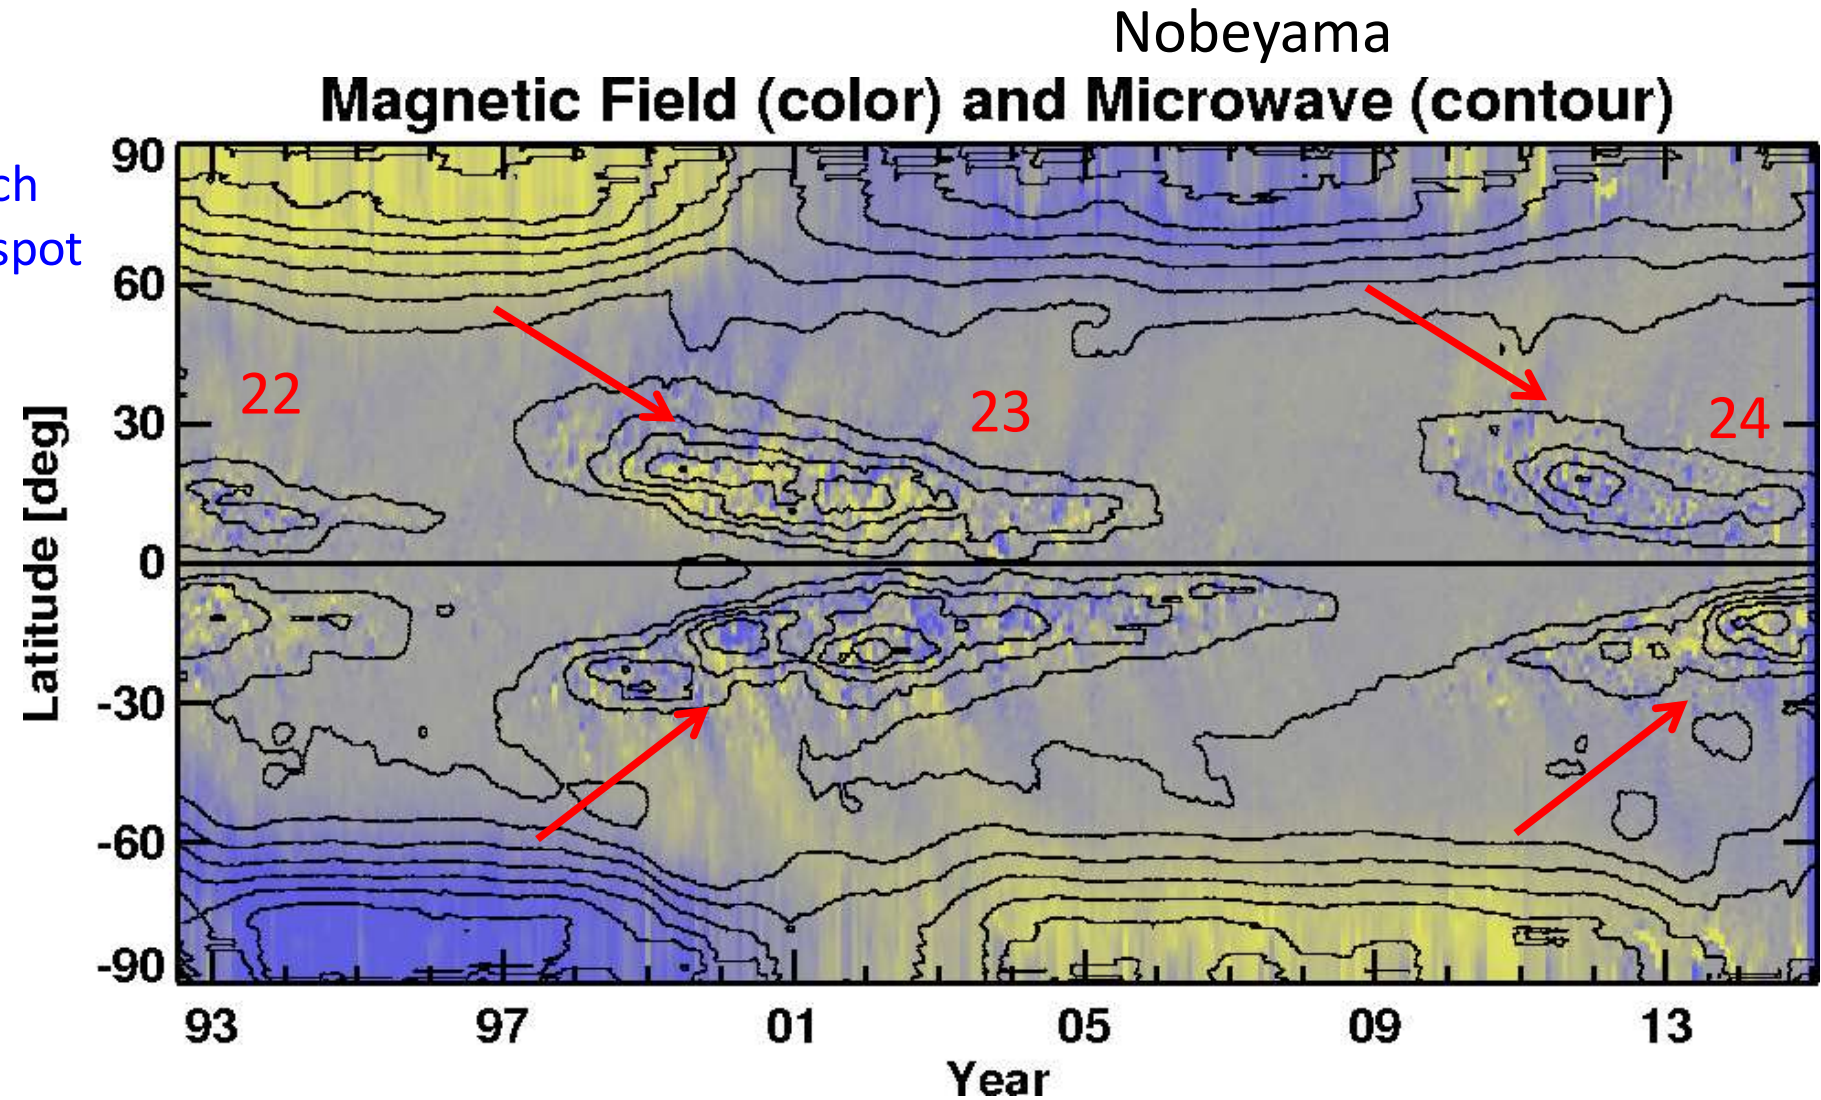 Nobeyama
Magnetic Field (color) and Microwave (contour)
ch
spot
90
60
30
0
-30
-60
-90
Latitude [deg]
22
23
24
93 97 01 05 09 13
Year